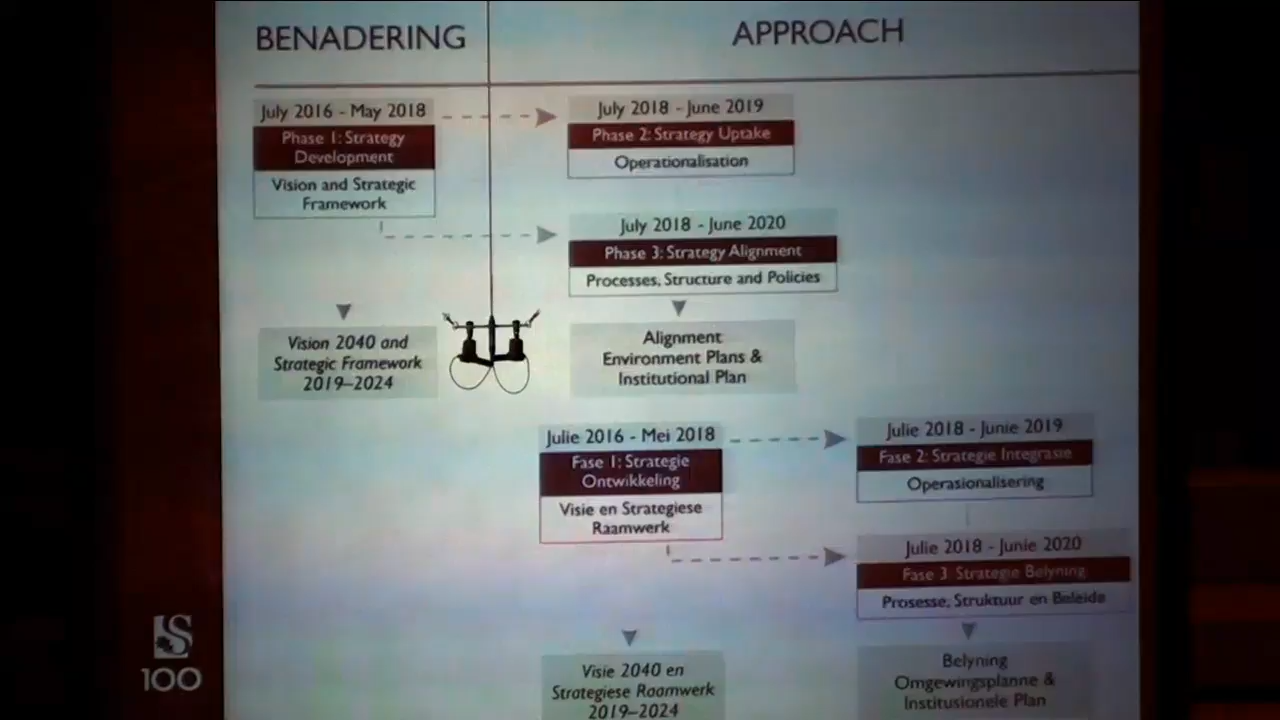 BENADERING
APPROACH
July 2016 - May 2018
Phase 1: Strategy
Development
Vision and Strategic
Framework
July 2018 - June 2019
Phase 2: Strategy Uptake
Operationalisation
July 2018 - June 2020
Phase 3: Strategy Alignment
Processes, Structure and Policies
Vision 2040 and
Strategic Framework
2019–2024
Alignment
Environment Plans &
Institutional Plan
Julie 2016 - Mei 2018
Fase 1: Strategie
Ontwikkeling
Visie en Strategiese
Raamwerk
Julie 2018 - Junie 2019
Fase 2: Strategie Integrasie
Operasionalisering
Julie 2018 - Junie 2020
Fase 3 Strategie Belyning
Prosesse, Struktuur en Beleide
Visie 2040 en
Strategiese Raamwerk
2019–2024
Belyning
Omgewingsplanne &
Institusionele Plan
S
100